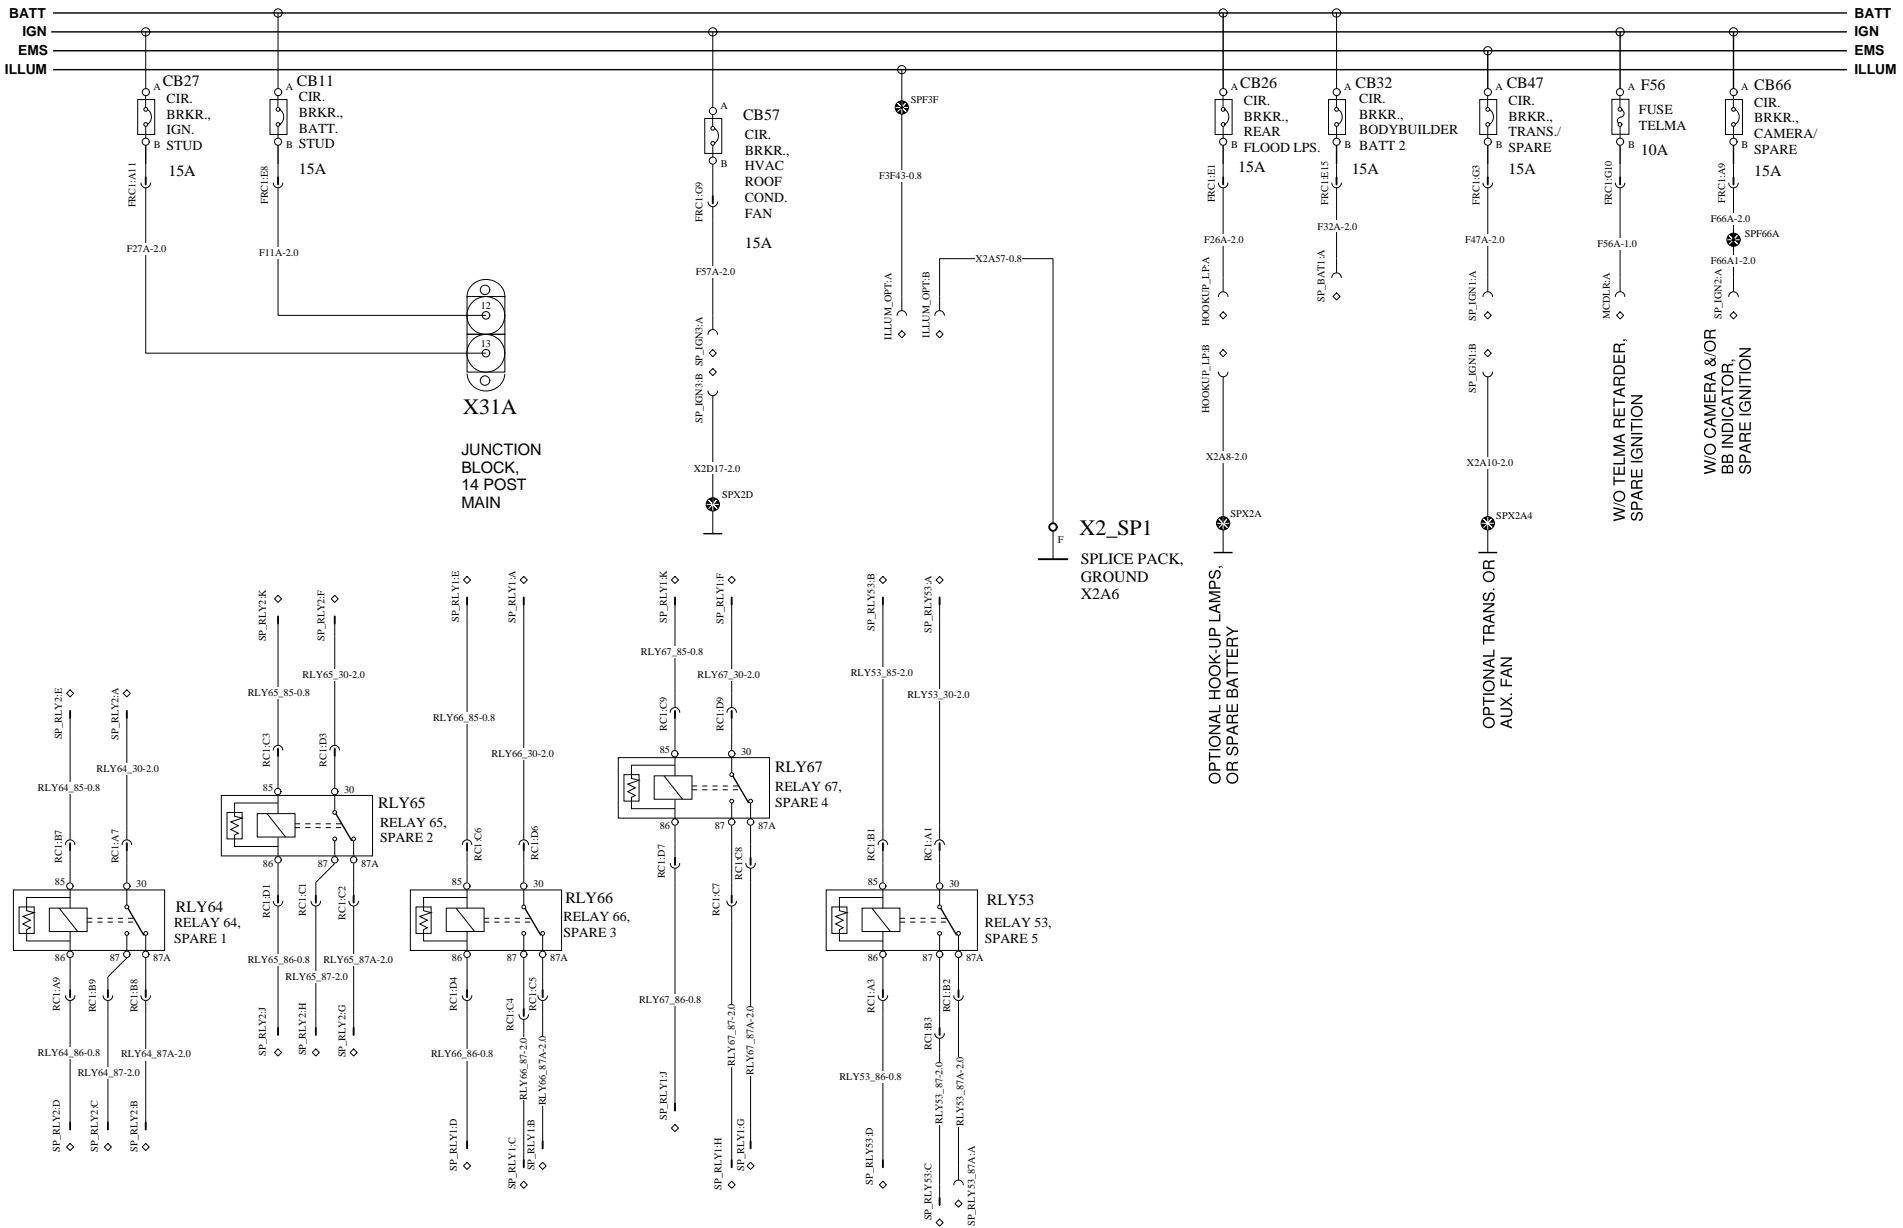 BATT
IGN
EMS
ILLUM
BATT
IGN
EMS
ILLUM
A
CB27
CIR.
BRKR.,
IGN.
STUD
B
15A
FRC1:A11
F27A-2.0
A
CB11
CIR.
BRKR.,
BATT.
STUD
B
15A
FRC1:E8
F11A-2.0
12
13
X31A
JUNCTION
BLOCK,
14 POST
MAIN
A
CB57
CIR.
BRKR.,
HVAC
ROOF
COND.
FAN
B
15A
FRC1:G9
F57A-2.0
SP_IGN3:A
SP_IGN3:B
X2D17-2.0
SPX2D
SPF3F
F3F43-0.8
ILLUM_OPT:A
ILLUM_OPT:B
X2A57-0.8
F
X2_SP1
SPLICE PACK,
GROUND
X2A6
A
CB26
CIR.
BRKR.,
REAR
FLOOD LPS.
B
15A
FRC1:E1
F26A-2.0
HOOKUP_LP:A
HOOKUP_LP:B
X2A8-2.0
SPX2A
OPTIONAL HOOK-UP LAMPS,
OR SPARE BATTERY
A
CB32
CIR.
BRKR.,
BODYBUILDER
BATT 2
B
15A
FRC1:E15
F32A-2.0
SP_BAT1:A
A
CB47
CIR.
BRKR.,
TRANS./
SPARE
B
15A
FRC1:G3
F47A-2.0
SP_IGN1:A
SP_IGN1:B
X2A10-2.0
SPX2A4
OPTIONAL TRANS. OR
AUX. FAN
A
F56
FUSE
TELMA
B
10A
FRC1:G10
F56A-1.0
MCDLR:A
W/O TELMA RETARDER,
SPARE IGNITION
A
CB66
CIR.
BRKR.,
CAMERA/
SPARE
B
15A
FRC1:A9
F66A-2.0
SPF66A
F66A1-2.0
SP_IGN2:A
W/O CAMERA &/OR
BB INDICATOR,
SPARE IGNITION
SP_RLY2:E
SP_RLY2:A
RLY64_30-2.0
RLY64_85-0.8
RC1:B7
RC1:A7
85
30
RLY64
RELAY 64,
SPARE 1
86
87
87A
RC1:A9
RC1:B9
RC1:B8
RLY64_86-0.8
RLY64_87A-2.0
RLY64_87-2.0
SP_RLY2:D
SP_RLY2:C
SP_RLY2:B
SP_RLY2:K
SP_RLY2:F
RLY65_30-2.0
RLY65_85-0.8
RC1:C3
RC1:D3
85
30
RLY65
RELAY 65,
SPARE 2
86
87
87A
RC1:D1
RC1:C1
RC1:C2
RLY65_86-0.8
RLY65_87A-2.0
RLY65_87-2.0
SP_RLY2:J
SP_RLY2:H
SP_RLY2:G
SP_RLY1:E
SP_RLY1:A
RLY66_85-0.8
RLY66_30-2.0
RC1:C6
RC1:D6
85
30
RLY66
RELAY 66,
SPARE 3
86
87
87A
RC1:D4
RC1:C4
RC1:C5
RLY66_86-0.8
RLY66_87-2.0
RLY66_87A-2.0
SP_RLY1:D
SP_RLY1:C
SP_RLY1:B
SP_RLY1:K
SP_RLY1:F
RLY67_85-0.8
RLY67_30-2.0
RC1:C9
RC1:D9
85
30
RLY67
RELAY 67,
SPARE 4
86
87
87A
RC1:D7
RC1:C7
RC1:C8
RLY67_86-0.8
RLY67_87-2.0
RLY67_87A-2.0
SP_RLY1:J
SP_RLY1:H
SP_RLY1:G
SP_RLY53:B
SP_RLY53:A
RLY53_85-2.0
RLY53_30-2.0
RC1:B1
RC1:A1
85
30
RLY53
RELAY 53,
SPARE 5
86
87
87A
RC1:A3
RC1:B3
RC1:B2
RLY53_86-0.8
RLY53_87-2.0
RLY53_87A-2.0
SP_RLY53:D
SP_RLY53:C
SP_RLY53_87A:A